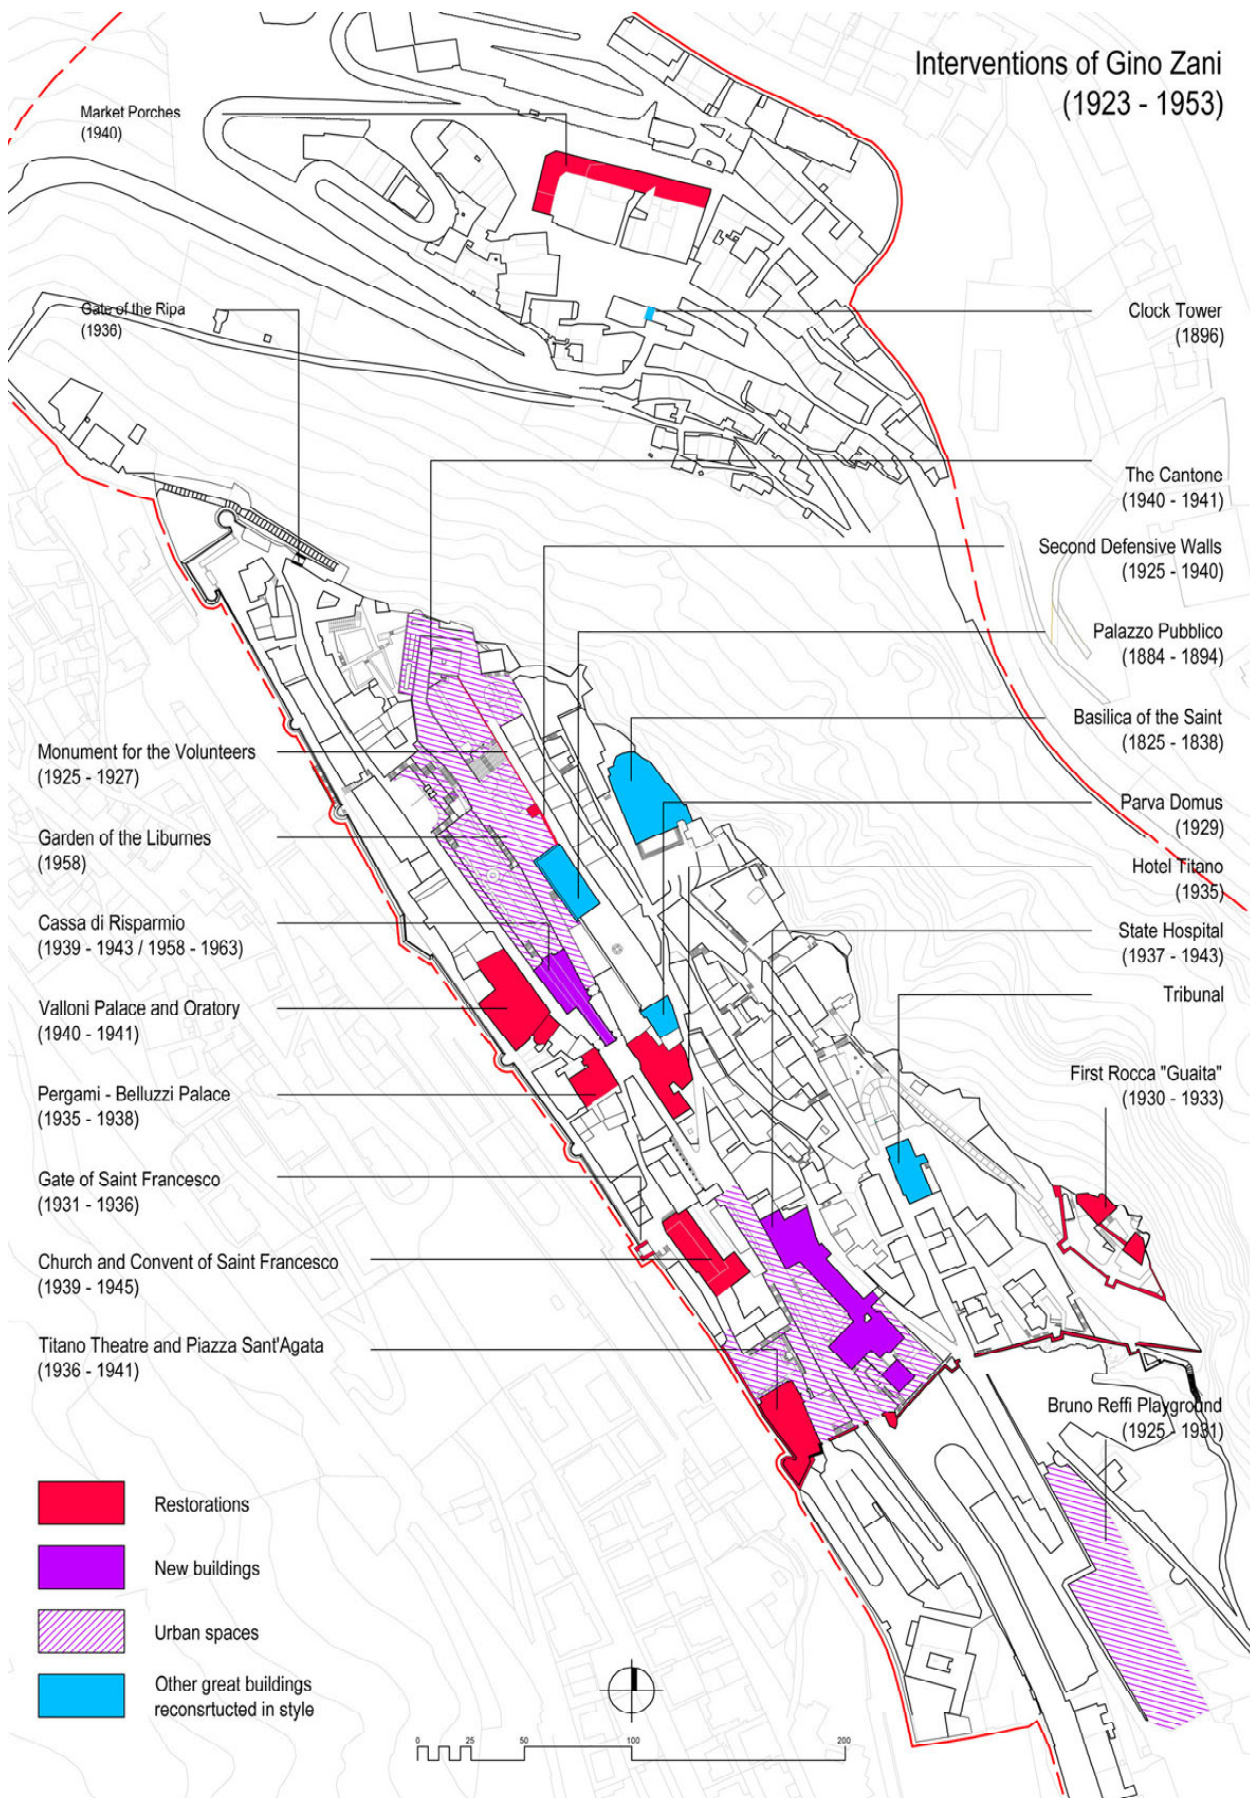 Interventions of Gino Zani
(1923 - 1953)
Market Porches
(1940)
Gate of the Ripa
(1936)
Clock Tower
(1896)
The Cantone
(1940 - 1941)
Second Defensive Walls
(1925 - 1940)
Palazzo Pubblico
(1884 - 1894)
Basilica of the Saint
(1825 - 1838)
Parva Domus
(1929)
Hotel Titano
(1935)
State Hospital
(1937 - 1943)
Tribunal
First Rocca "Guaita"
(1930 - 1933)
Bruno Reffi Playground
(1925 - 1931)
Monument for the Volunteers
(1925 - 1927)
Garden of the Liburnes
(1958)
Cassa di Risparmio
(1939 - 1943 / 1958 - 1963)
Valloni Palace and Oratory
(1940 - 1941)
Pergami - Belluzzi Palace
(1935 - 1938)
Gate of Saint Francesco
(1931 - 1936)
Church and Convent of Saint Francesco
(1939 - 1945)
Titano Theatre and Piazza Sant'Agata
(1936 - 1941)
Restorations
New buildings
Urban spaces
Other great buildings
reconsrtucted in style
0 25 50 100 200